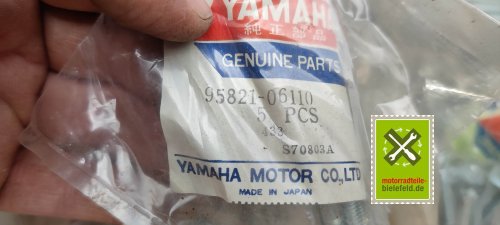 YAMAHA
純正部品
GENUINE PARTS
95821-06110
5 PCS
433
S70803A
YAMAHA MOTOR CO.,LTD
MADE IN JAPAN
motorradteile-
bielefeld.de